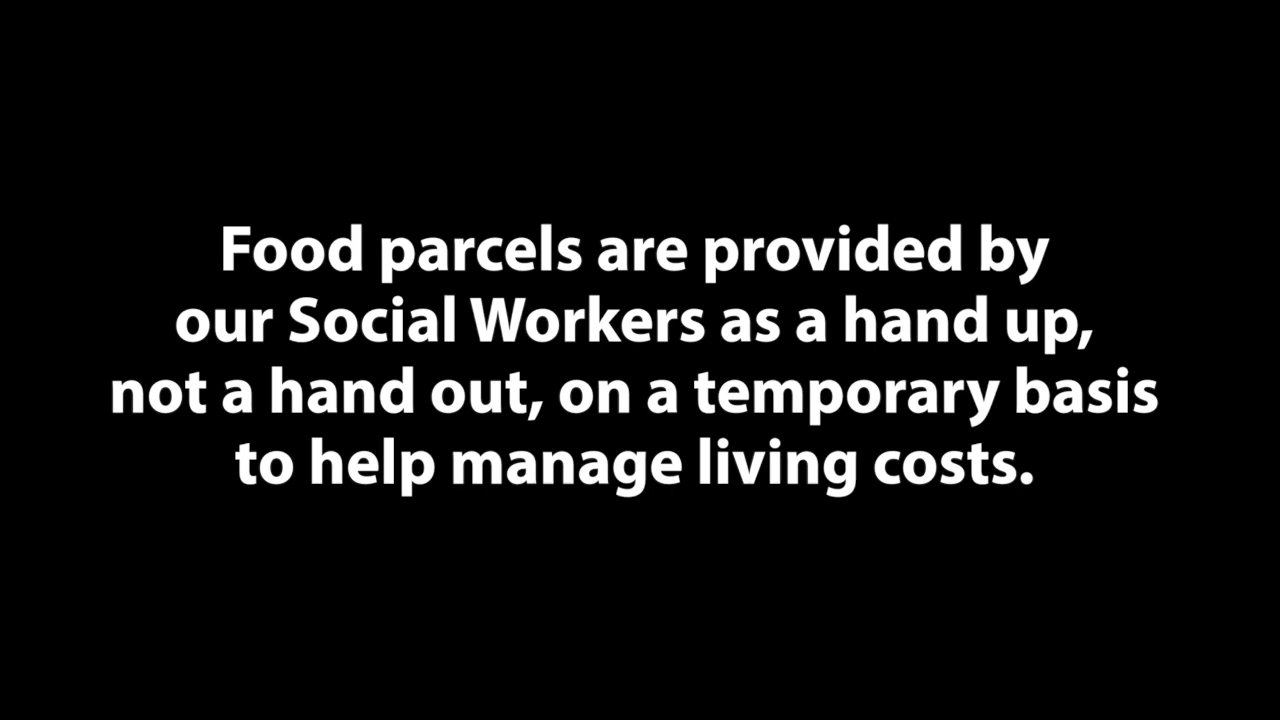 Food parcels are provided by
our Social Workers as a hand up,
not a hand out, on a temporary basis
to help manage living costs.